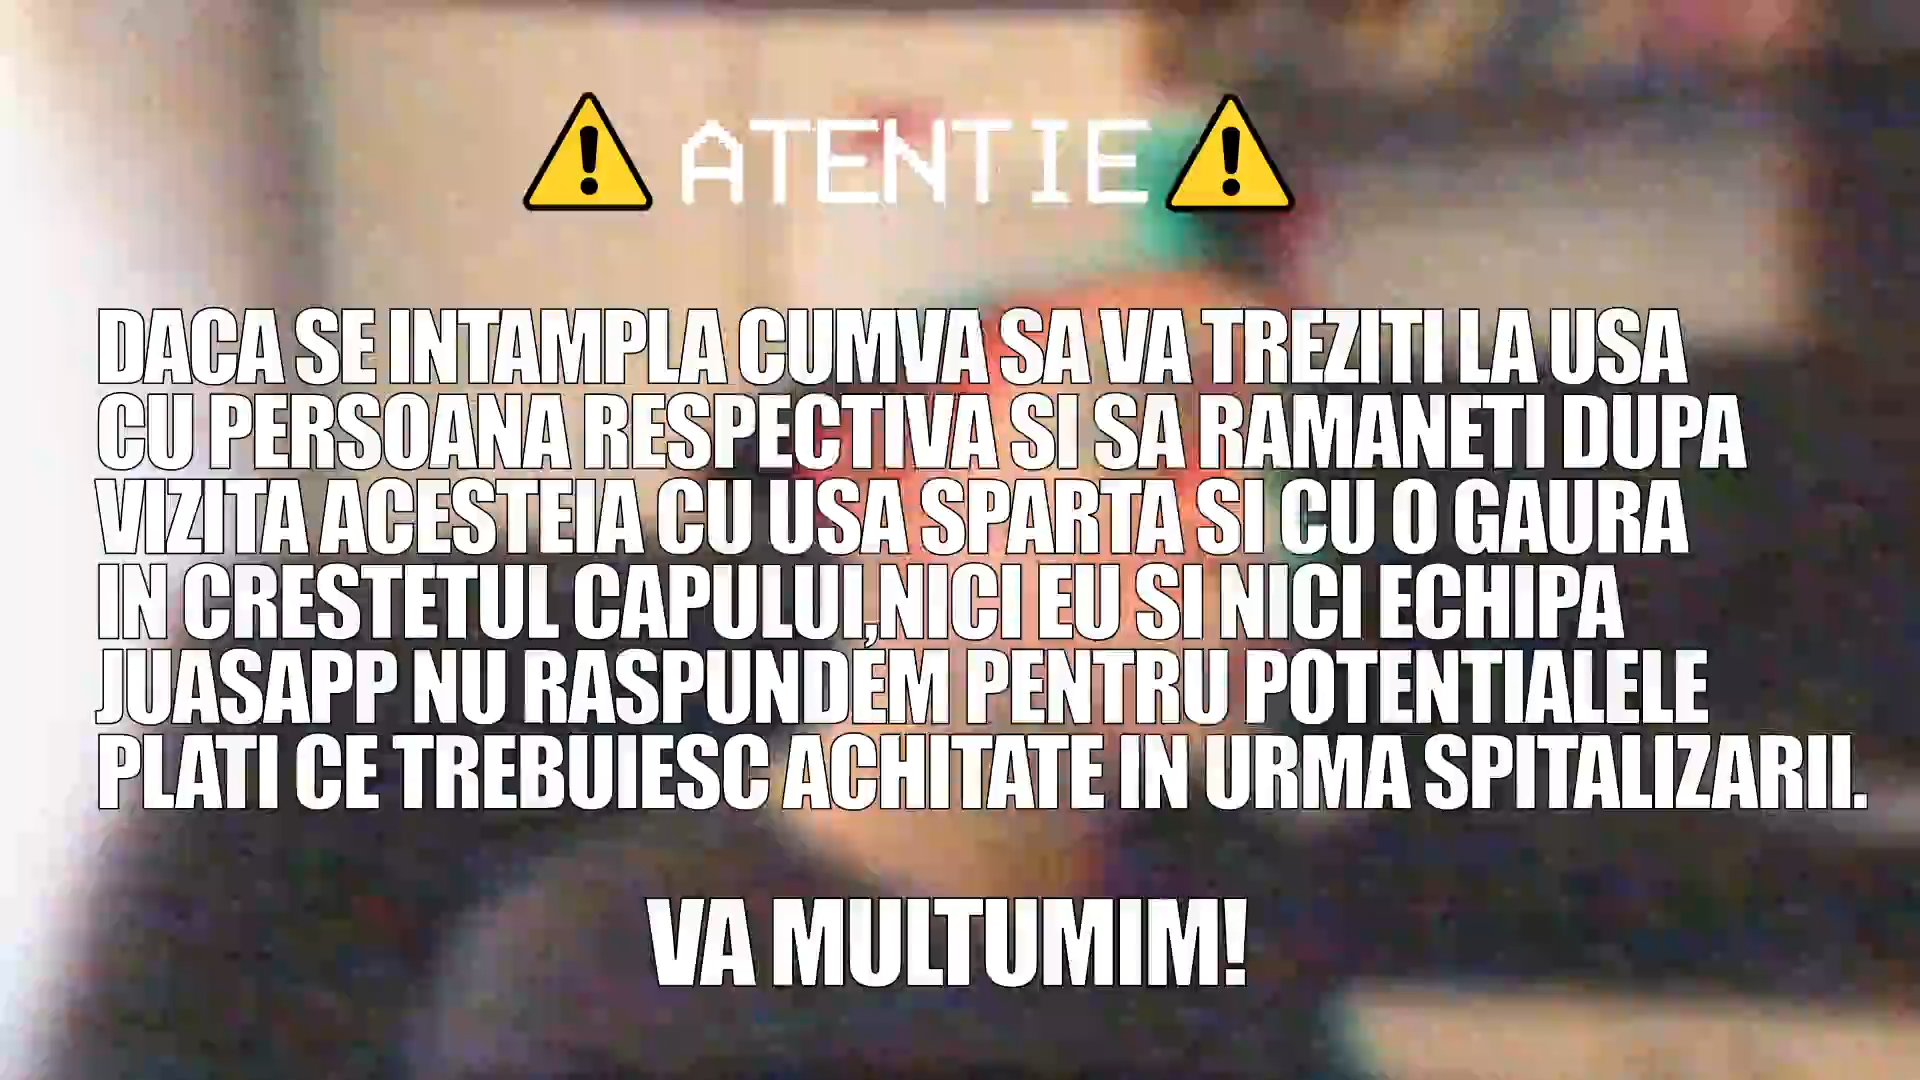 ⚠ ATENTIE ⚠
DACA SE INTAMPLA CUMVA SA VA TREZITI LA USA
CU PERSOANA RESPECTIVA SI SA RAMANETI DUPA
VIZITA ACESTEIA CU USA SPARTA SI CU O GAURA
IN CRESTETUL CAPULUI,NICI EU SI NICI ECHIPA
JUASAPP NU RASPUNDEM PENTRU POTENTIALELE
PLATI CE TREBUIESC ACHITATE IN URMA SPITALIZARII.
VA MULTUMIM!